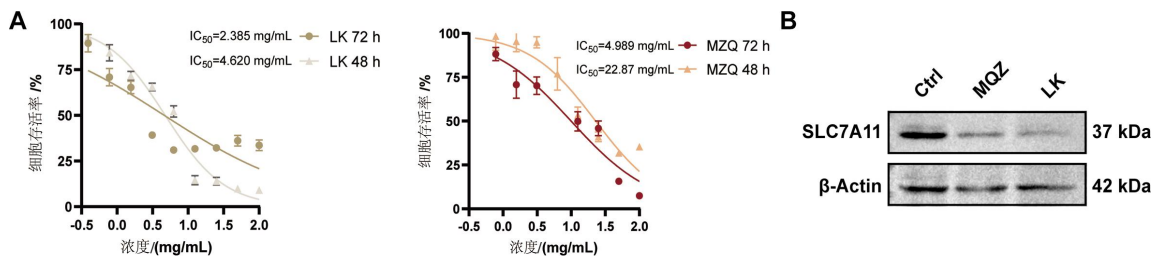 A
IC50=2.385 mg/mL LK 72 h
IC50=4.620 mg/mL LK 48 h
细胞存活率 /%
100
75
50
25
0
-0.5 0.0 0.5 1.0 1.5 2.0
浓度/(mg/mL)
IC50=4.989 mg/mL MZQ 72 h
IC50=22.87 mg/mL MZQ 48 h
细胞存活率 /%
100
75
50
25
0
-0.5 0.0 0.5 1.0 1.5 2.0
浓度/(mg/mL)
B
Ctrl MQZ LK
SLC7A11 37 kDa
β-Actin 42 kDa